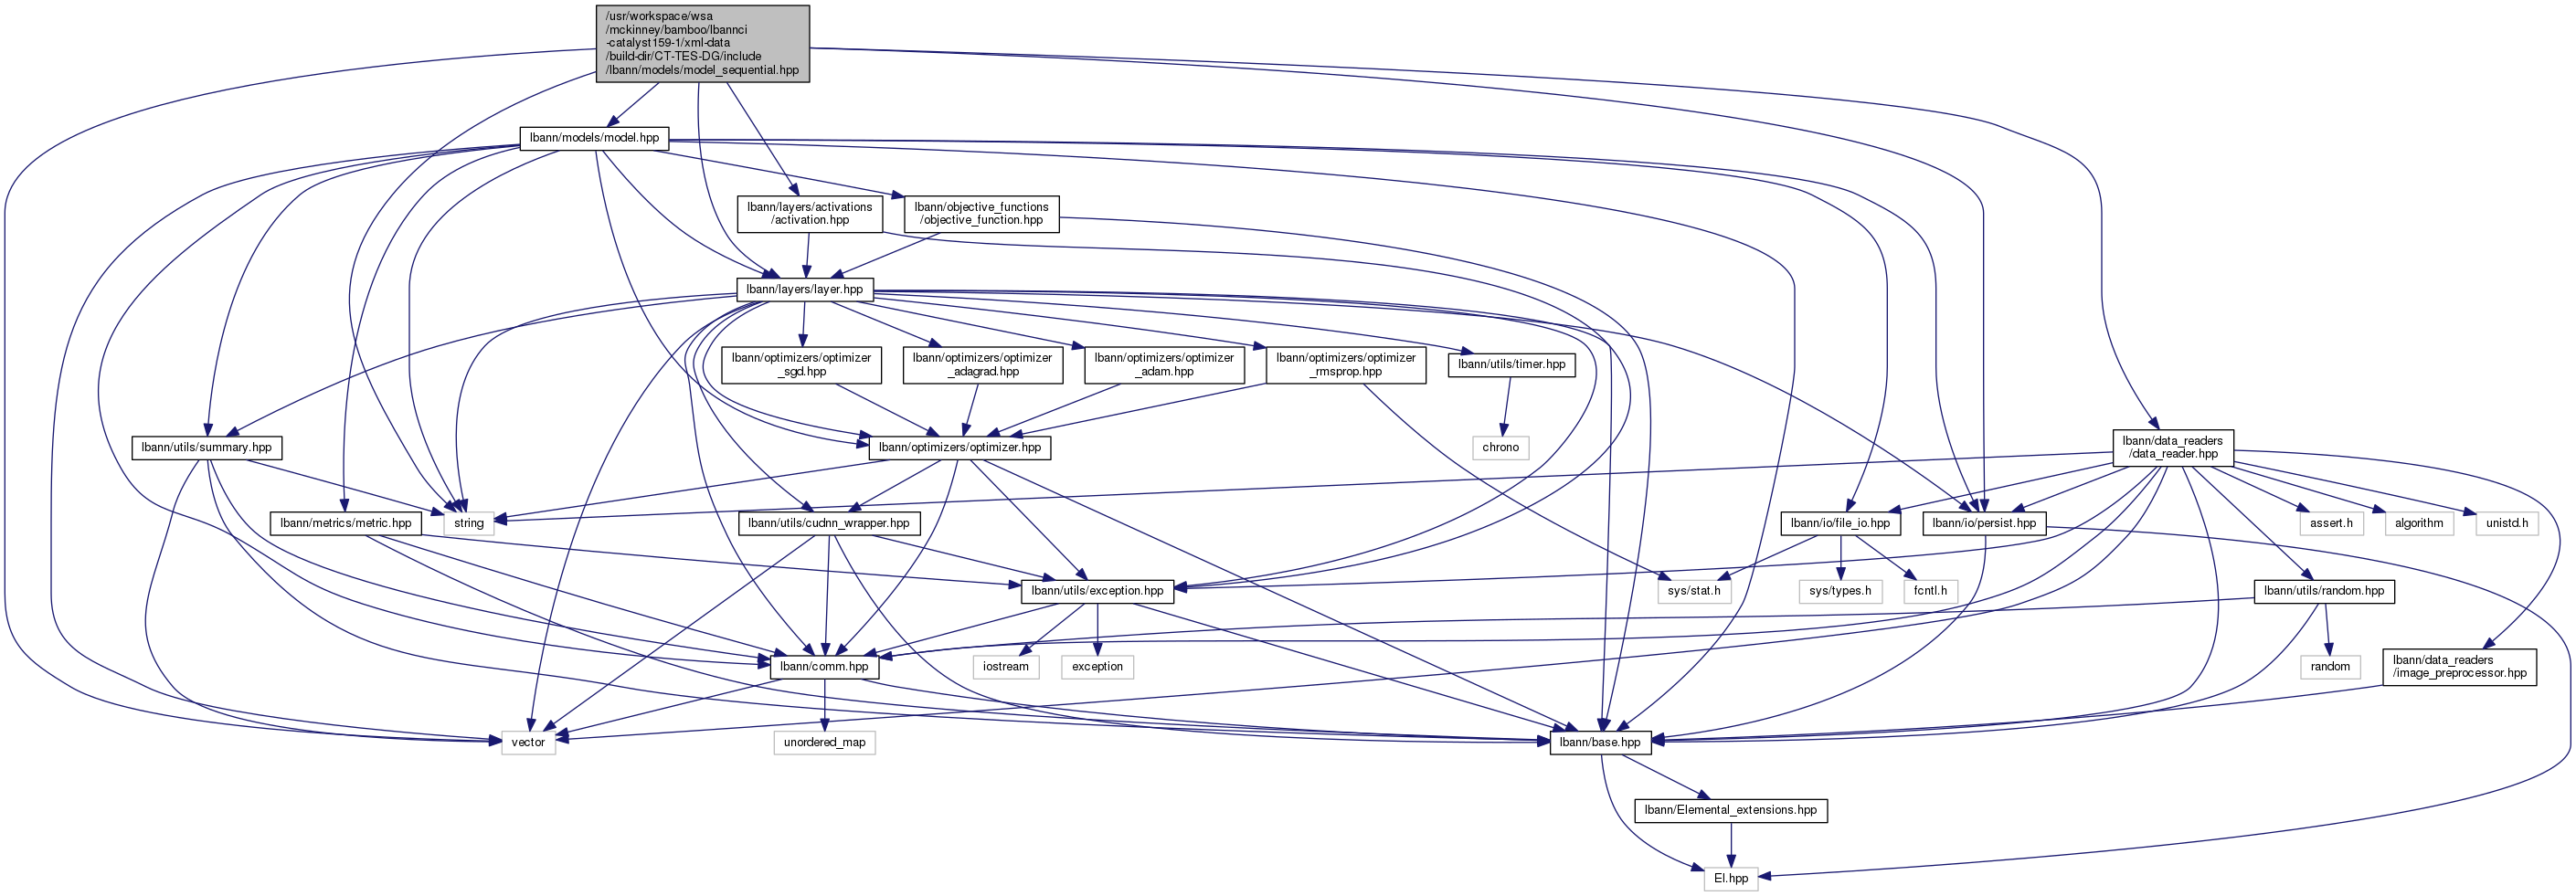 /usr/workspace/wsa
/mckinney/bamboo/lbannci
-catalyst159-1/xml-data
/build-dir/CT-TES-DG/include
/lbann/models/model_sequential.hpp
lbann/models/model.hpp
lbann/layers/activations
/activation.hpp
lbann/objective_functions
/objective_function.hpp
lbann/layers/layer.hpp
lbann/optimizers/optimizer
_sgd.hpp
lbann/optimizers/optimizer
_adagrad.hpp
lbann/optimizers/optimizer
_adam.hpp
lbann/optimizers/optimizer
_rmsprop.hpp
lbann/utils/timer.hpp
lbann/utils/summary.hpp
lbann/optimizers/optimizer.hpp
chrono
lbann/data_readers
/data_reader.hpp
lbann/metrics/metric.hpp
string
lbann/utils/cudnn_wrapper.hpp
lbann/io/file_io.hpp
lbann/io/persist.hpp
assert.h
algorithm
unistd.h
lbann/utils/exception.hpp
sys/stat.h
sys/types.h
fcntl.h
lbann/utils/random.hpp
lbann/comm.hpp
iostream
exception
random
lbann/data_readers
/image_preprocessor.hpp
vector
unordered_map
lbann/base.hpp
lbann/Elemental_extensions.hpp
El.hpp